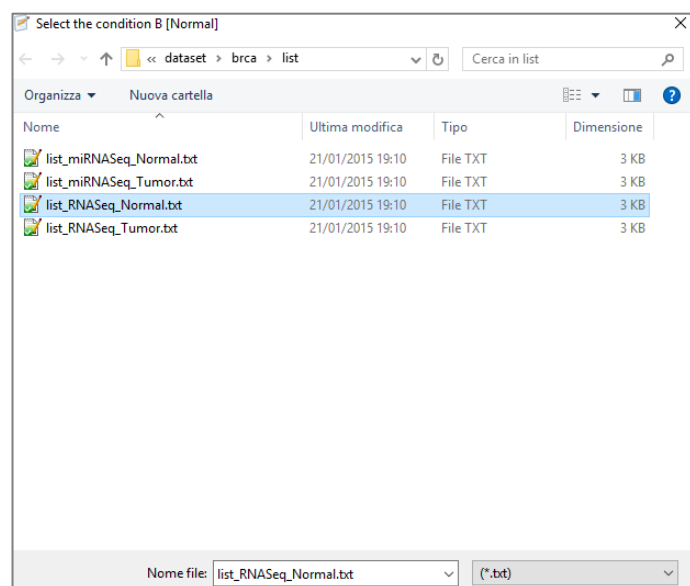 Select the condition B [Normal]
« dataset > brca > list
Cerca in list
Organizza
Nuova cartella
Nome Ultima modifica Tipo Dimensione
list_miRNASeq_Normal.txt 21/01/2015 19:10 File TXT 3 KB
list_miRNASeq_Tumor.txt 21/01/2015 19:10 File TXT 3 KB
list_RNASeq_Normal.txt 21/01/2015 19:10 File TXT 3 KB
list_RNASeq_Tumor.txt 21/01/2015 19:10 File TXT 3 KB
Nome file: list_RNASeq_Normal.txt (*.txt)